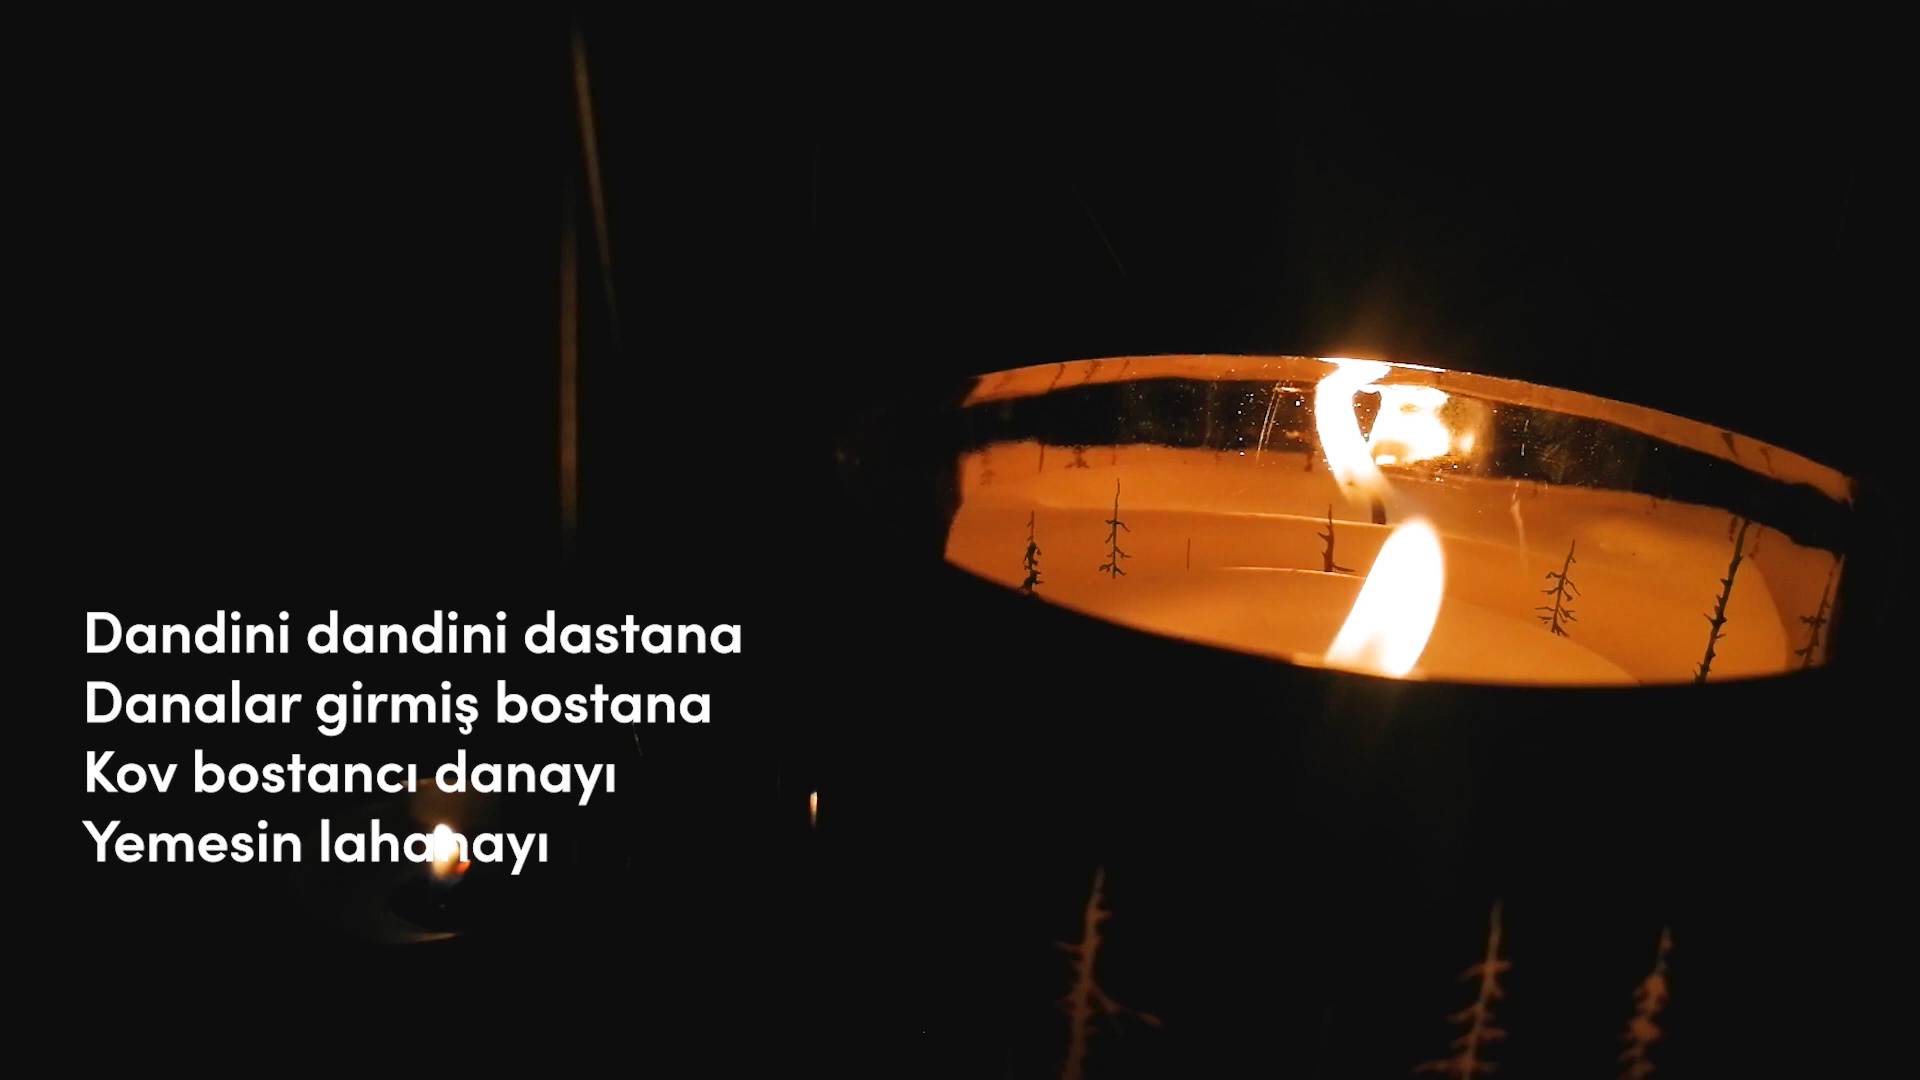 Dandini dandini dastana
Danalar girmiş bostana
Kov bostancı danayı
Yemesin lahanayı